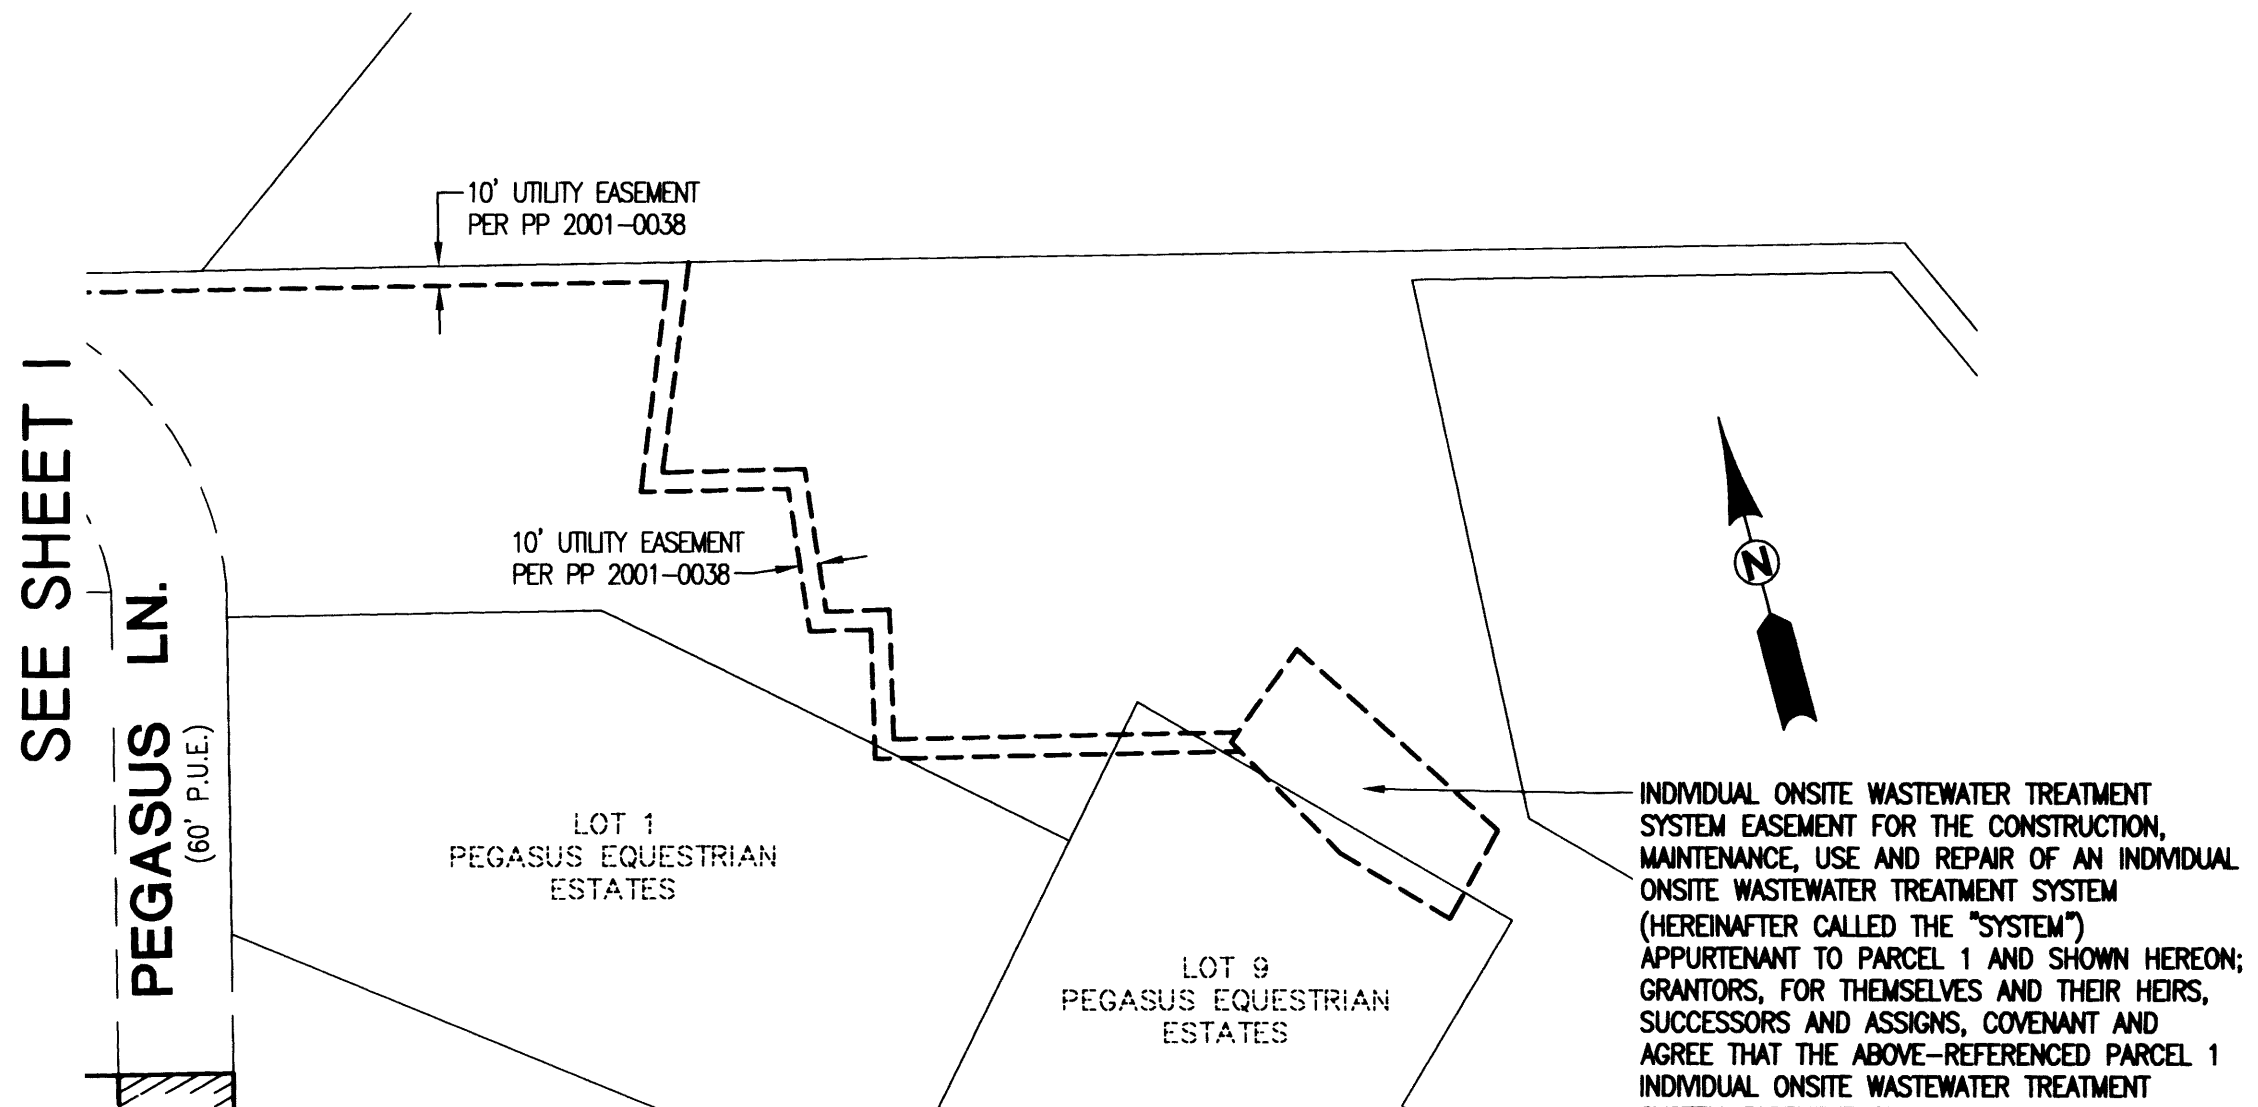 10' UTILITY EASEMENT
PER PP 2001-0038
SEE SHEET 1
10' UTILITY EASEMENT
PER PP 2001-0038
PEGASUS LN.
(60' P.U.E.)
N
LOT 1
PEGASUS EQUESTRIAN
ESTATES
LOT 9
PEGASUS EQUESTRIAN
ESTATES
INDIVIDUAL ONSITE WASTEWATER TREATMENT
SYSTEM EASEMENT FOR THE CONSTRUCTION,
MAINTENANCE, USE AND REPAIR OF AN INDIVIDUAL
ONSITE WASTEWATER TREATMENT SYSTEM
(HEREINAFTER CALLED THE "SYSTEM")
APPURTENANT TO PARCEL 1 AND SHOWN HEREON;
GRANTORS, FOR THEMSELVES AND THEIR HEIRS,
SUCCESSORS AND ASSIGNS, COVENANT AND
AGREE THAT THE ABOVE-REFERENCED PARCEL 1
INDIVIDUAL ONSITE WASTEWATER TREATMENT